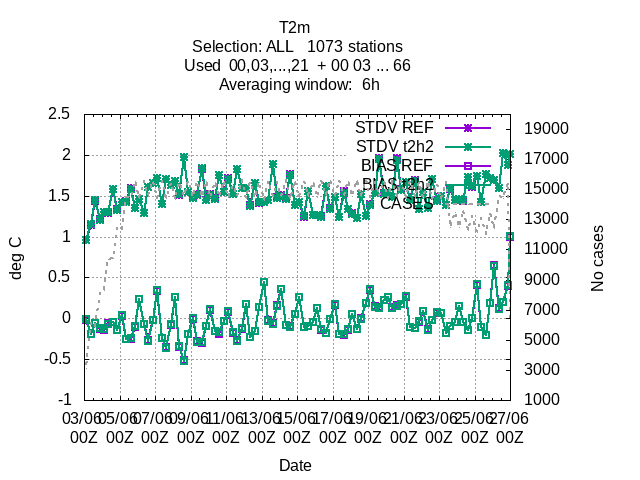 T2m
Selection: ALL   1073 stations
Used  00,03,...,21  + 00 03 ... 66
Averaging window:  6h
STDV REF
STDV t2h2
BIAS REF
BIAS t2h2
CASES
2.5
2
1.5
1
0.5
0
-0.5
-1
deg C
19000
17000
15000
13000
11000
9000
7000
5000
3000
1000
No cases
03/06 05/06 07/06 09/06 11/06 13/06 15/06 17/06 19/06 21/06 23/06 25/06 27/06
00Z 00Z 00Z 00Z 00Z 00Z 00Z 00Z 00Z 00Z 00Z 00Z 00Z
Date